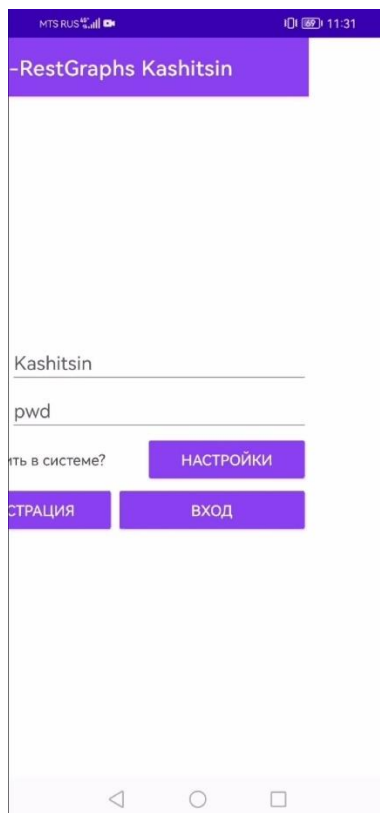 MTS RUS 11:31
-RestGraphs Kashitsin
Kashitsin
pwd
ить в системе? НАСТРОЙКИ
СТРАЦИЯ ВХОД